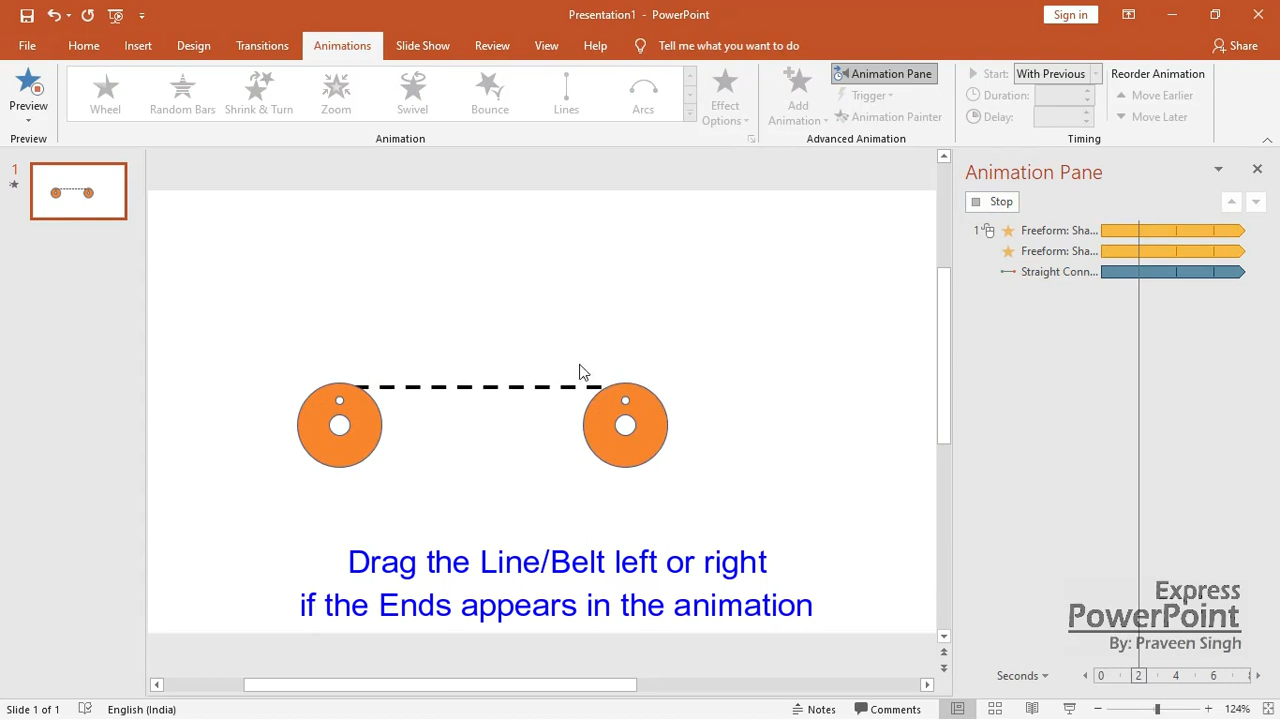 Presentation1 - PowerPoint
Sign in
File Home Insert Design Transitions Animations Slide Show Review View Help Tell me what you want to do Share
Preview
Preview
Wheel Random Bars Shrink & Turn Zoom Swivel Bounce Lines Arcs
Animation
Effect
Options
Add
Animation
Animation Pane
Trigger
Animation Painter
Advanced Animation
Start: With Previous
Duration:
Delay:
Timing
Reorder Animation
Move Earlier
Move Later
1
Animation Pane
Stop
1 Freeform: Sha...
Freeform: Sha...
Straight Conn...
Drag the Line/Belt left or right
if the Ends appears in the animation
Express
PowerPoint
By: Praveen Singh
Seconds 0 2 4 6
Slide 1 of 1 English (India) Notes Comments 124%